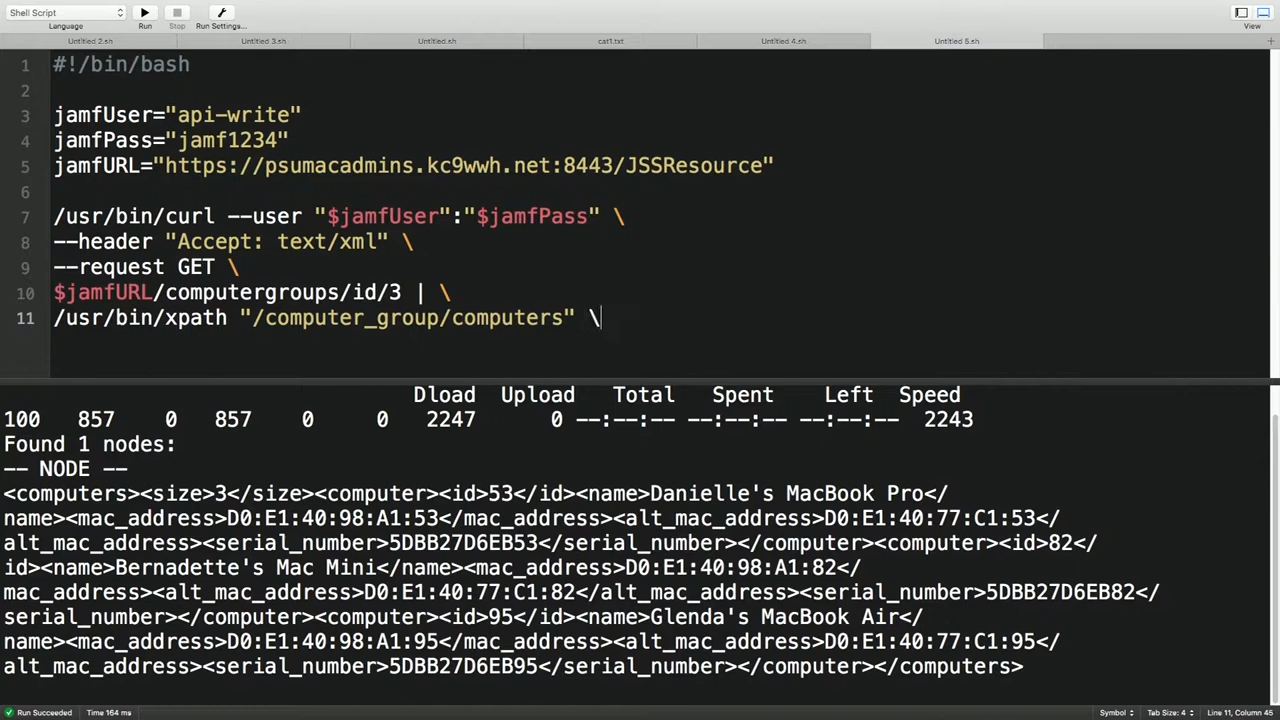 Shell Script
Language
Run
Stop
Run Settings...
View
Untitled 2.sh
Untitled 3.sh
Untitled.sh
cat1.txt
Untitled 4.sh
Untitled 5.sh
1 #!/bin/bash
2
3 jamfUser="api-write"
4 jamfPass="jamf1234"
5 jamfURL="https://psumacadmins.kc9wwh.net:8443/JSSResource"
6
7 /usr/bin/curl --user "$jamfUser":"$jamfPass" \
8 --header "Accept: text/xml" \
9 --request GET \
10 $jamfURL/computergroups/id/3 | \
11 /usr/bin/xpath "/computer_group/computers" \
Dload Upload Total Spent Left Speed
100 857 0 857 0 0 2247 0 --:--:-- --:--:-- --:--:-- 2243
Found 1 nodes:
-- NODE --
<computers><size>3</size><computer><id>53</id><name>Danielle's MacBook Pro</
name><mac_address>D0:E1:40:98:A1:53</mac_address><alt_mac_address>D0:E1:40:77:C1:53</
alt_mac_address><serial_number>5DBB27D6EB53</serial_number></computer><computer><id>82</
id><name>Bernadette's Mac Mini</name><mac_address>D0:E1:40:98:A1:82</
mac_address><alt_mac_address>D0:E1:40:77:C1:82</alt_mac_address><serial_number>5DBB27D6EB82</
serial_number></computer><computer><id>95</id><name>Glenda's MacBook Air</
name><mac_address>D0:E1:40:98:A1:95</mac_address><alt_mac_address>D0:E1:40:77:C1:95</
alt_mac_address><serial_number>5DBB27D6EB95</serial_number></computer></computers>
Run Succeeded
Time 164 ms
Symbol
Tab Size: 4
Line 11, Column 45